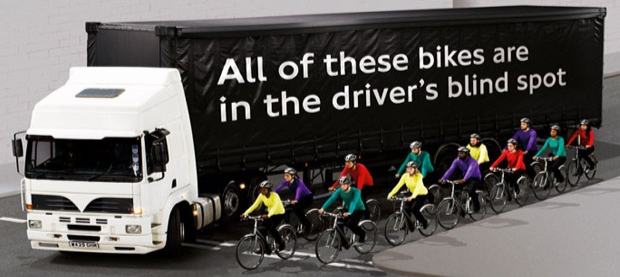 All of these bikes are
in the driver's blind spot